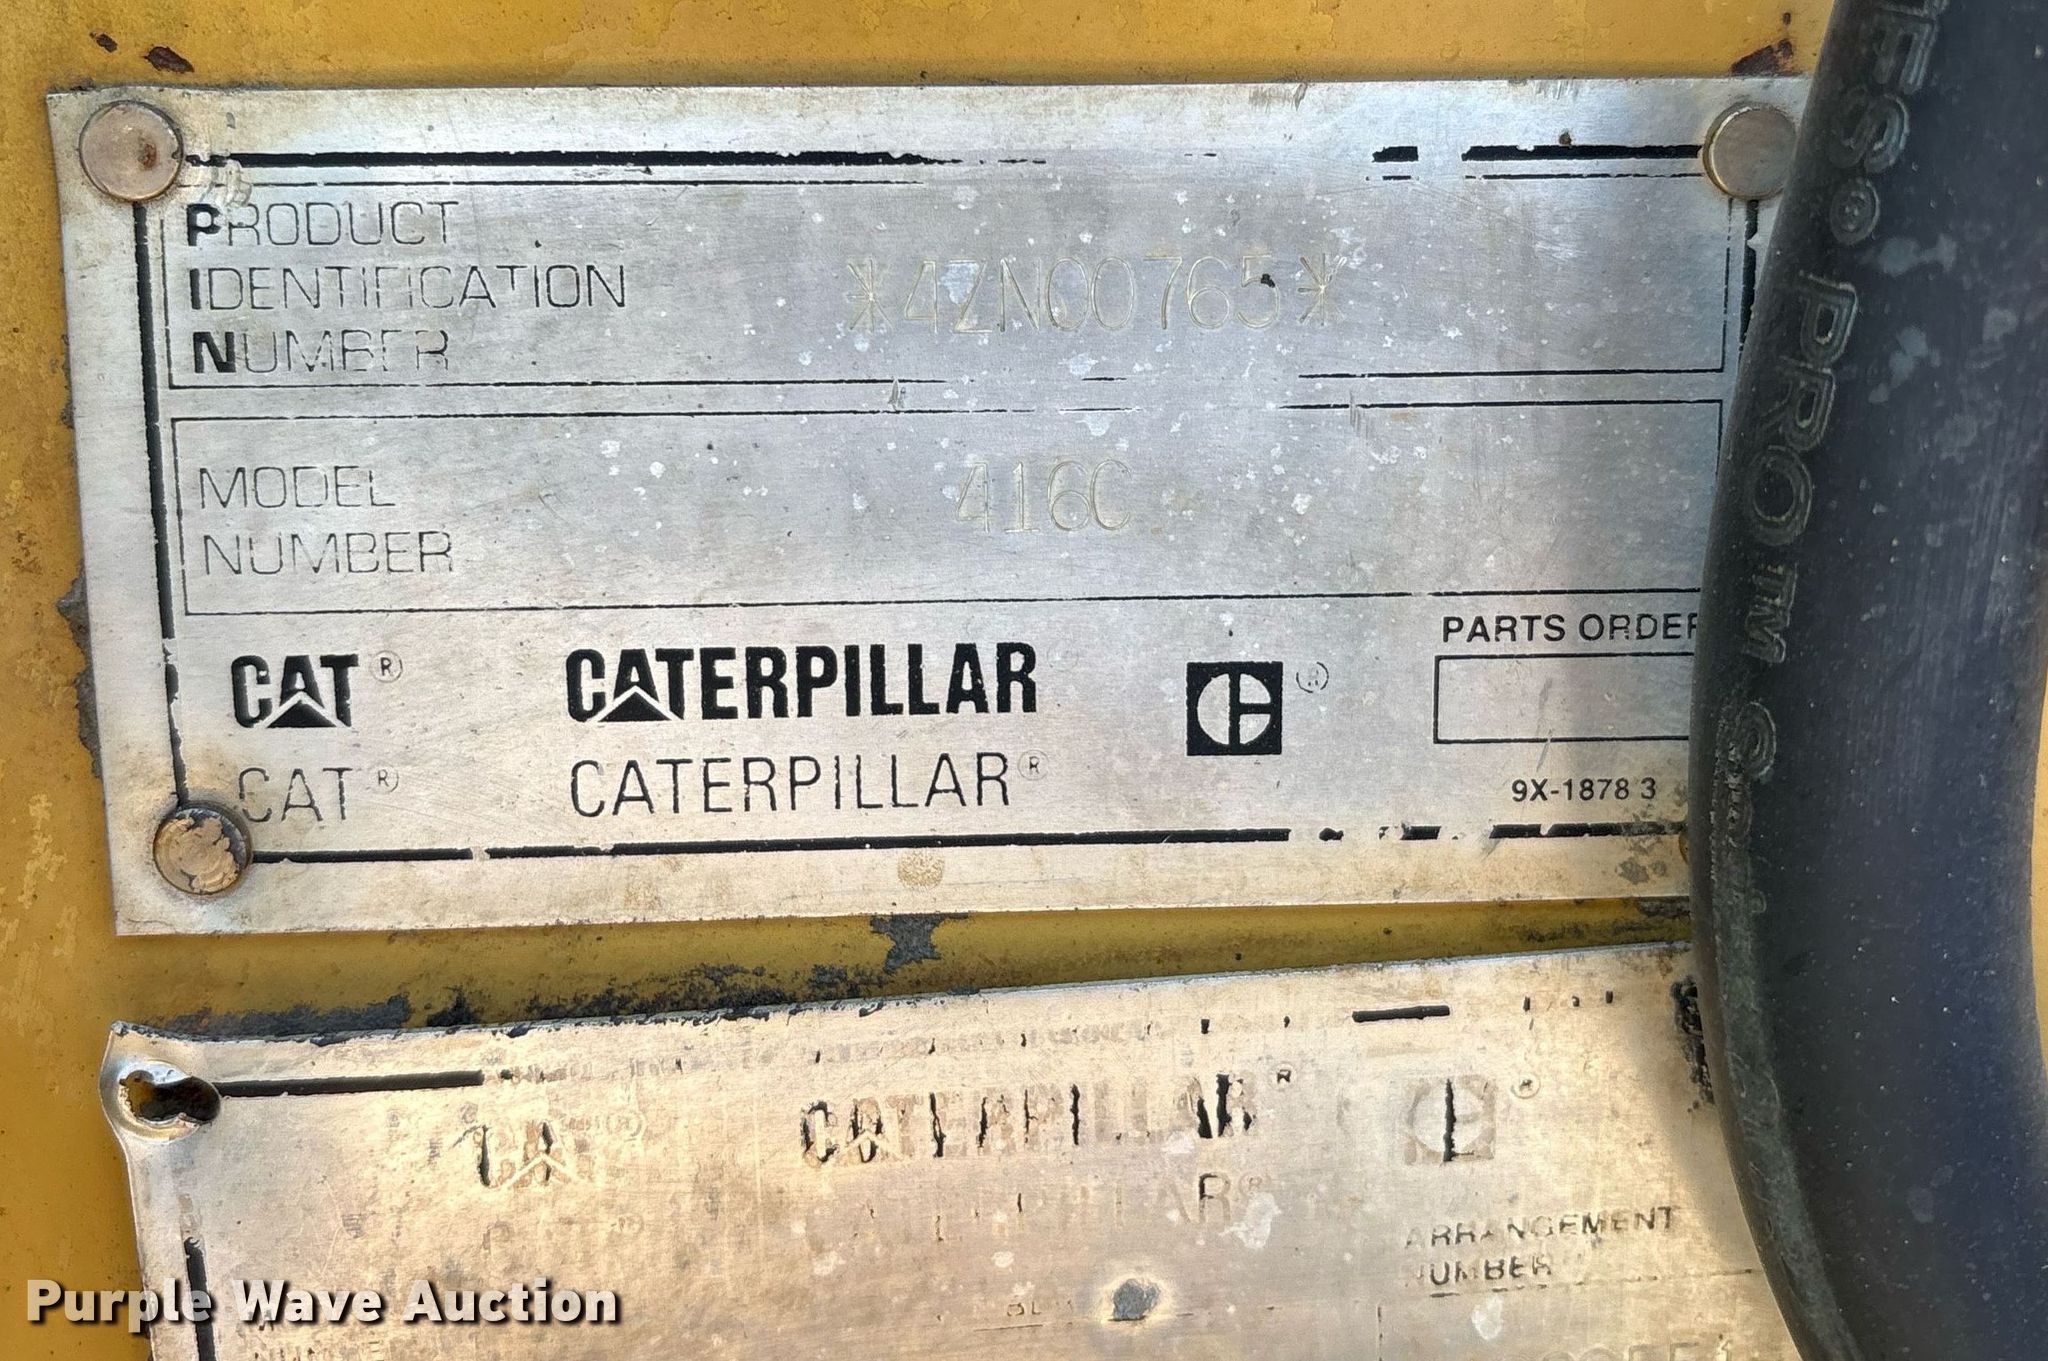 PRODUCT
IDENTIFICATION
NUMBER
*4ZN00765*
MODEL
NUMBER
416C
PARTS ORDER
CAT® CATERPILLAR ®
CAT® CATERPILLAR®
9X-1878 3
CATERPILLAR® ®
CATERPILLAR®
ARRANGEMENT
NUMBER
PRO™
Purple Wave Auction